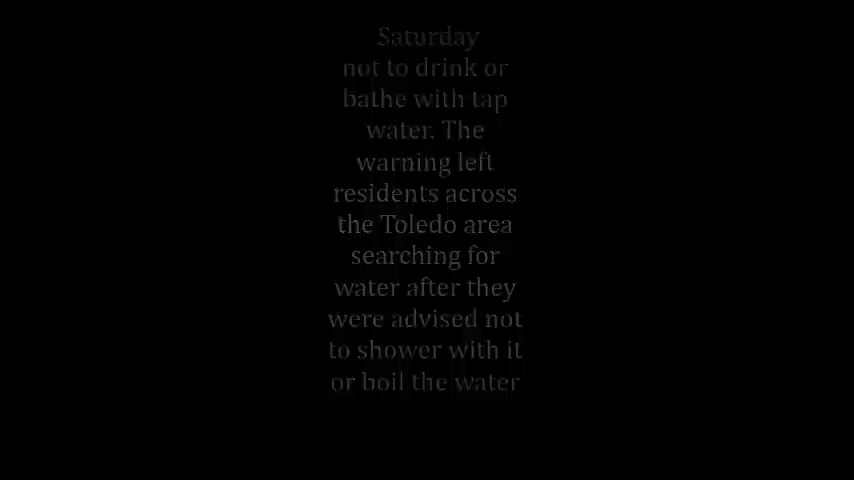 Saturday
not to drink or
bathe with tap
water. The
warning left
residents across
the Toledo area
searching for
water after they
were advised not
to shower with it
or boil the water